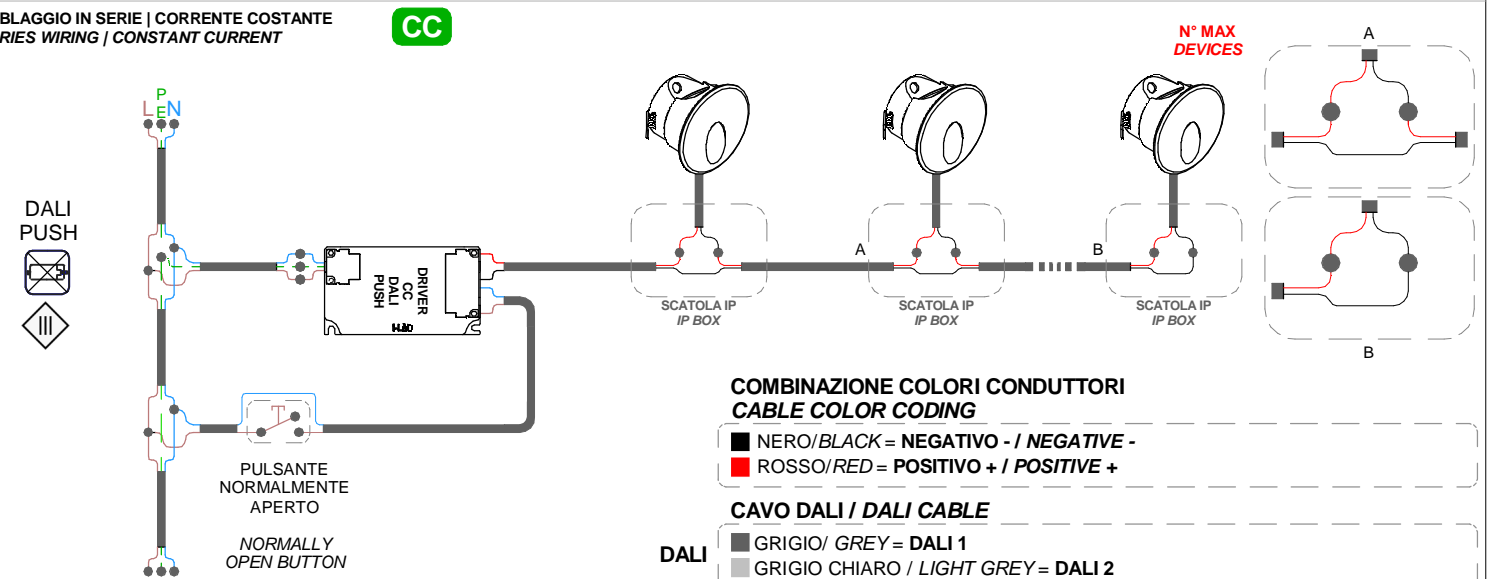 BLAGGIO IN SERIE | CORRENTE COSTANTE
RIES WIRING | CONSTANT CURRENT
CC
N° MAX
DEVICES
A
L PE N
DALI
PUSH
III
DRIVER
CC
DALI
PUSH
A
B
SCATOLA IP
IP BOX
SCATOLA IP
IP BOX
SCATOLA IP
IP BOX
B
PULSANTE
NORMALMENTE
APERTO
NORMALLY
OPEN BUTTON
COMBINAZIONE COLORI CONDUTTORI
CABLE COLOR CODING
NERO/BLACK = NEGATIVO - / NEGATIVE -
ROSSO/RED = POSITIVO + / POSITIVE +
CAVO DALI / DALI CABLE
DALI
GRIGIO/ GREY = DALI 1
GRIGIO CHIARO / LIGHT GREY = DALI 2